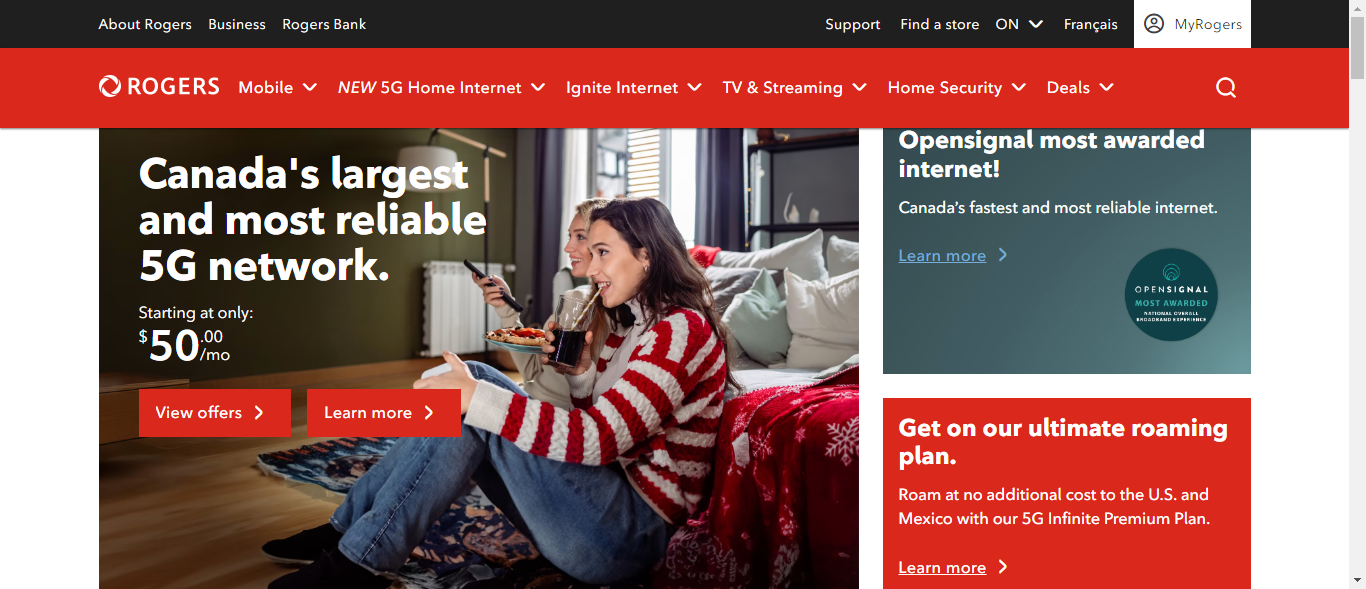 About Rogers Business Rogers Bank Support Find a store ON Français MyRogers
ROGERS Mobile NEW 5G Home Internet Ignite Internet TV & Streaming Home Security Deals
Canada's largest
and most reliable
5G network.
Starting at only:
$50.00
/mo
View offers Learn more
Opensignal most awarded
internet!
Canada’s fastest and most reliable internet.
Learn more
OPENSIGNAL
MOST AWARDED
NATIONAL OVERALL
BROADBAND EXPERIENCE
Get on our ultimate roaming
plan.
Roam at no additional cost to the U.S. and
Mexico with our 5G Infinite Premium Plan.
Learn more